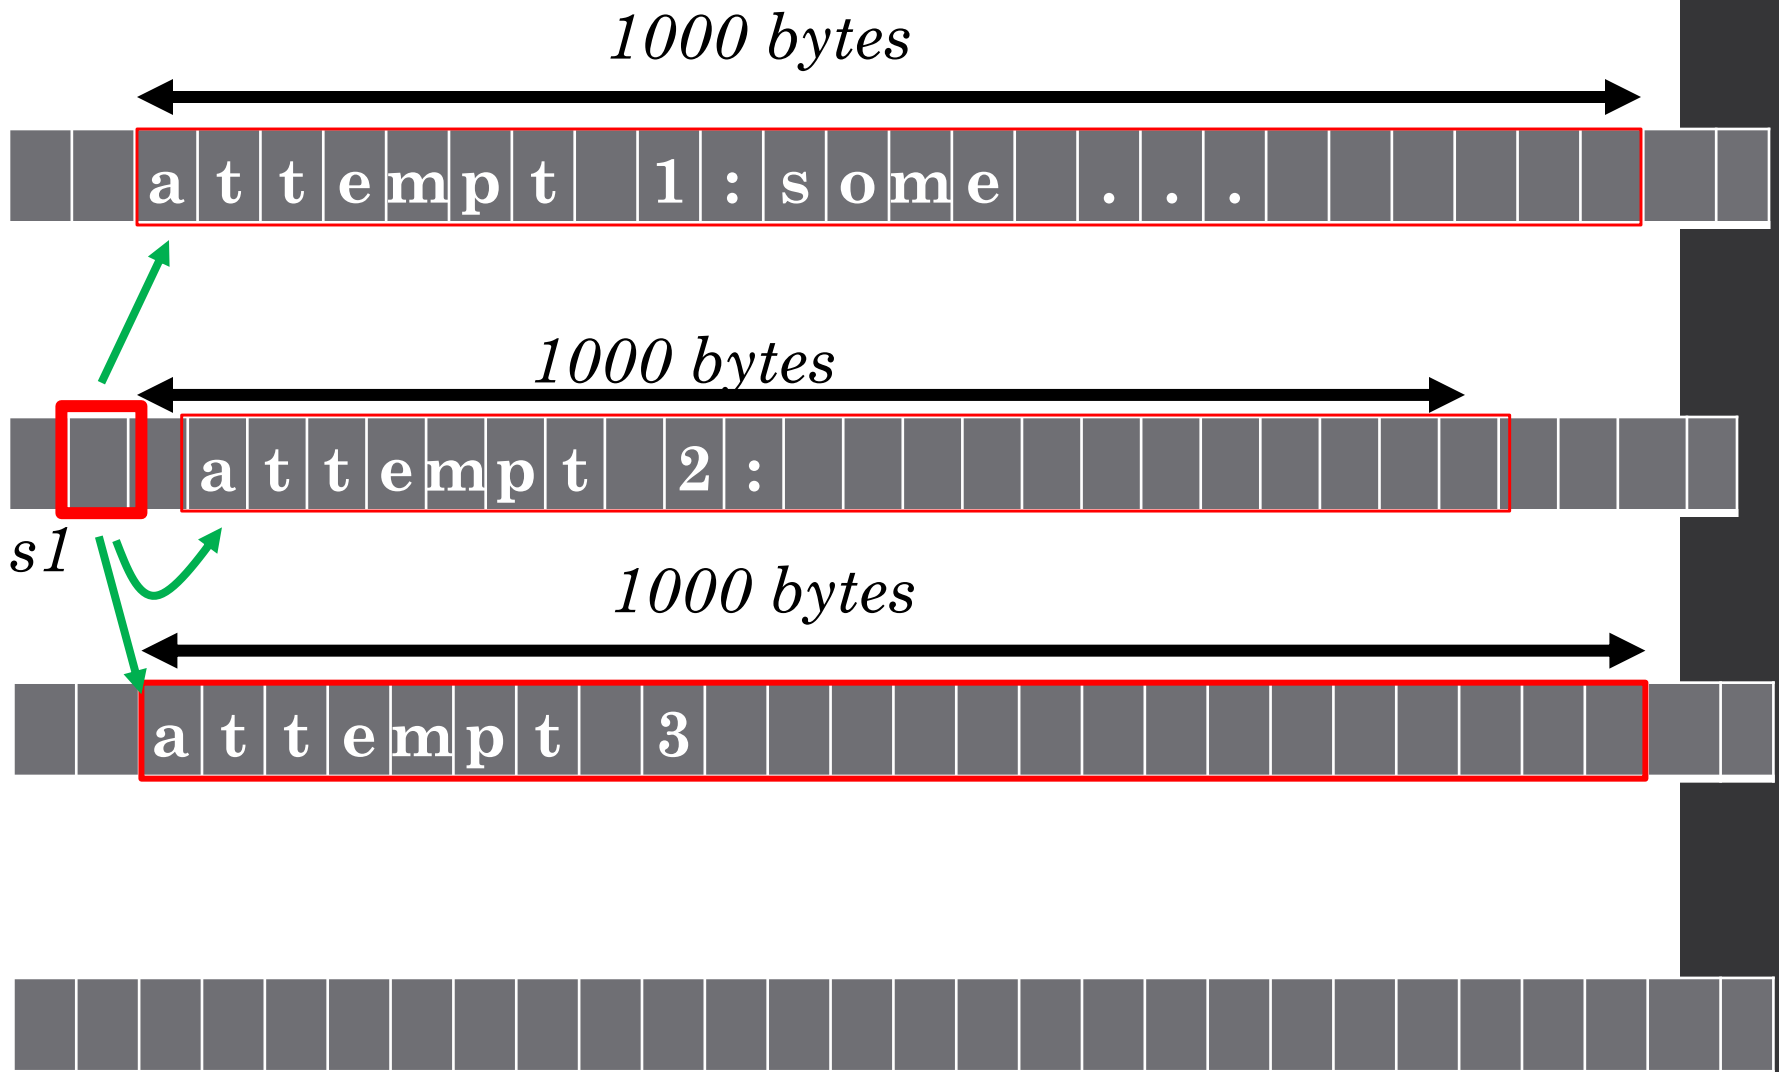 1000 bytes
attempt 1:some ...
1000 bytes
attempt 2:
s1
1000 bytes
attempt 3